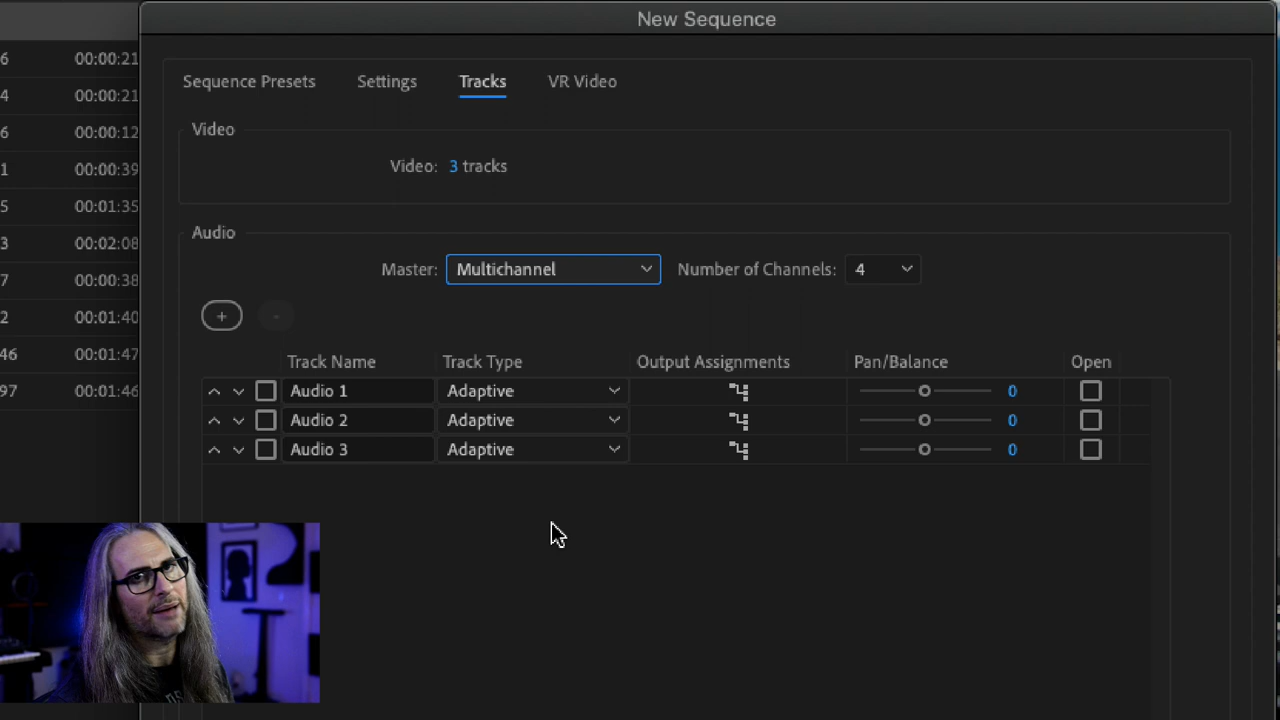 New Sequence
Sequence Presets Settings Tracks VR Video
Video
Video: 3 tracks
Audio
Master: Multichannel Number of Channels: 4
+ -
Track Name Track Type Output Assignments Pan/Balance Open
Audio 1 Adaptive 0
Audio 2 Adaptive 0
Audio 3 Adaptive 0
6 00:00:21
4 00:00:21
6 00:00:12
1 00:00:39
5 00:01:35
3 00:02:08
7 00:00:38
2 00:01:40
46 00:01:47
97 00:01:46